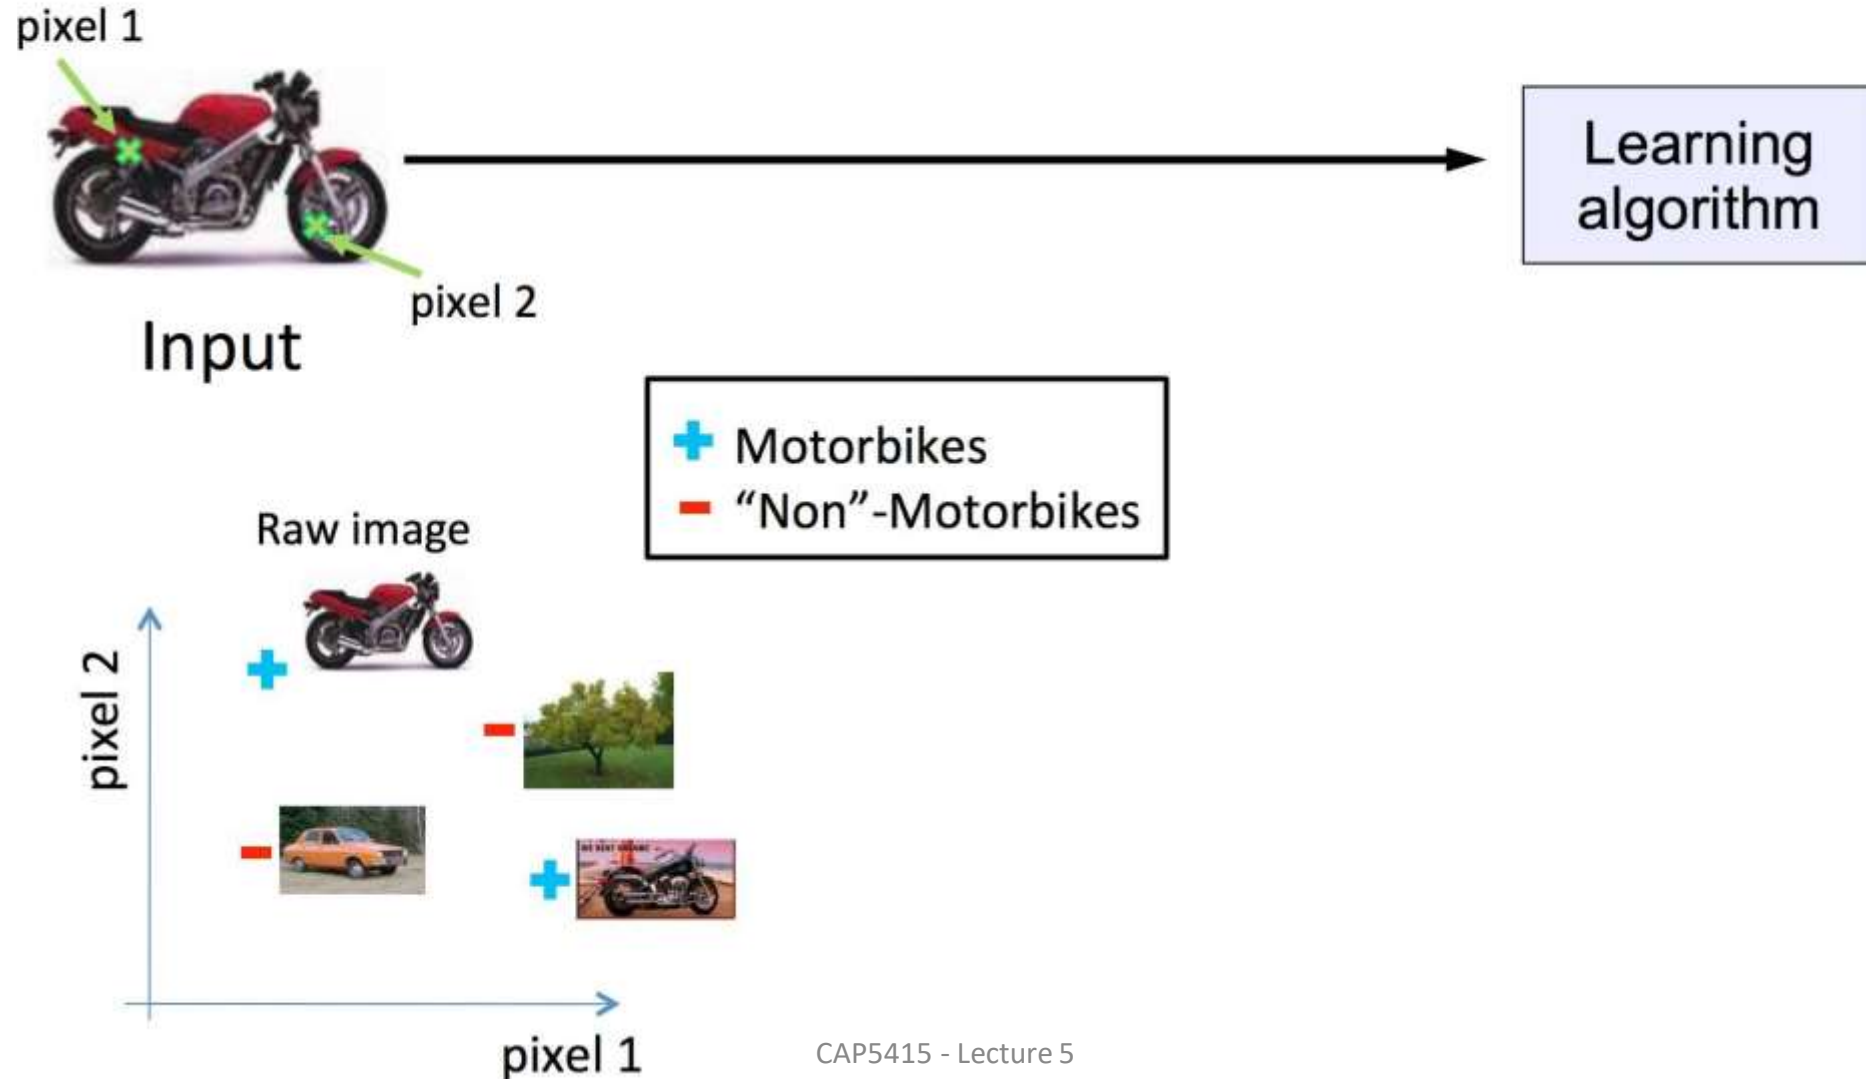 pixel 1
Learning
algorithm
pixel 2
Input
Motorbikes
“Non”-Motorbikes
Raw image
pixel 2
pixel 1
CAP5415 - Lecture 5